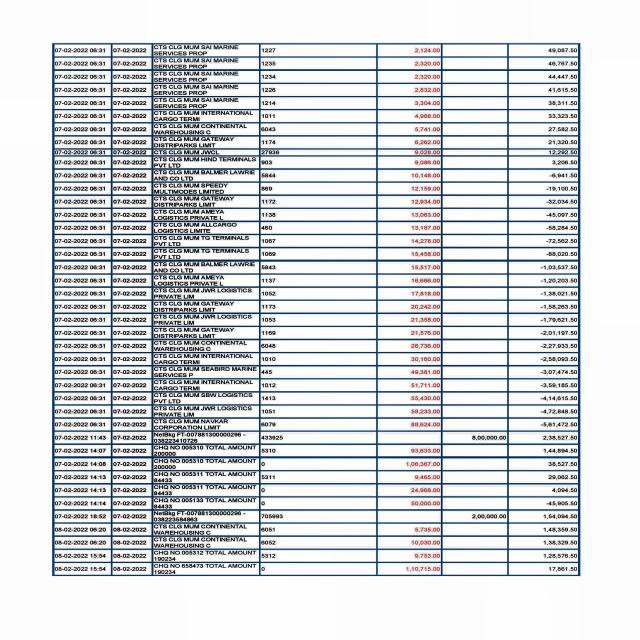 07-02-2022 06:31 07-02-2022 CTS CLG MUM SAI MARINE SERVICES PROP 1227 2,124.00 49,087.50
07-02-2022 06:31 07-02-2022 CTS CLG MUM SAI MARINE SERVICES PROP 1235 2,320.00 46,767.50
07-02-2022 06:31 07-02-2022 CTS CLG MUM SAI MARINE SERVICES PROP 1234 2,320.00 44,447.50
07-02-2022 06:31 07-02-2022 CTS CLG MUM SAI MARINE SERVICES PROP 1226 2,832.00 41,615.50
07-02-2022 06:31 07-02-2022 CTS CLG MUM SAI MARINE SERVICES PROP 1214 3,304.00 38,311.50
07-02-2022 06:31 07-02-2022 CTS CLG MUM INTERNATIONAL CARGO TERMI 1011 4,988.00 33,323.50
07-02-2022 06:31 07-02-2022 CTS CLG MUM CONTINENTAL WAREHOUSING C 6043 5,741.00 27,582.50
07-02-2022 06:31 07-02-2022 CTS CLG MUM GATEWAY DISTRIPARKS LIMIT 1174 6,262.00 21,320.50
07-02-2022 06:31 07-02-2022 CTS CLG MUM JWCL 27936 9,028.00 12,292.50
07-02-2022 06:31 07-02-2022 CTS CLG MUM HIND TERMINALS PVT LTD 903 9,086.00 3,206.50
07-02-2022 06:31 07-02-2022 CTS CLG MUM BALMER LAWRIE AND CO LTD 5844 10,148.00 -6,941.50
07-02-2022 06:31 07-02-2022 CTS CLG MUM SPEEDY MULTIMODES LIMITED 869 12,159.00 -19,100.50
07-02-2022 06:31 07-02-2022 CTS CLG MUM GATEWAY DISTRIPARKS LIMIT 1172 12,934.00 -32,034.50
07-02-2022 06:31 07-02-2022 CTS CLG MUM AMEYA LOGISTICS PRIVATE L 1138 13,063.00 -45,097.50
07-02-2022 06:31 07-02-2022 CTS CLG MUM ALLCARGO LOGISTICS LIMITE 460 13,187.00 -58,284.50
07-02-2022 06:31 07-02-2022 CTS CLG MUM TG TERMINALS PVT LTD 1087 14,278.00 -72,562.50
07-02-2022 06:31 07-02-2022 CTS CLG MUM TG TERMINALS PVT LTD 1089 15,458.00 -88,020.50
07-02-2022 06:31 07-02-2022 CTS CLG MUM BALMER LAWRIE AND CO LTD 5843 15,517.00 -1,03,537.50
07-02-2022 06:31 07-02-2022 CTS CLG MUM AMEYA LOGISTICS PRIVATE L 1137 16,666.00 -1,20,203.50
07-02-2022 06:31 07-02-2022 CTS CLG MUM JWR LOGISTICS PRIVATE LIM 1052 17,818.00 -1,38,021.50
07-02-2022 06:31 07-02-2022 CTS CLG MUM GATEWAY DISTRIPARKS LIMIT 1173 20,242.00 -1,58,263.50
07-02-2022 06:31 07-02-2022 CTS CLG MUM JWR LOGISTICS PRIVATE LIM 1053 21,358.00 -1,79,621.50
07-02-2022 06:31 07-02-2022 CTS CLG MUM GATEWAY DISTRIPARKS LIMIT 1169 21,576.00 -2,01,197.50
07-02-2022 06:31 07-02-2022 CTS CLG MUM CONTINENTAL WAREHOUSING C 6048 26,736.00 -2,27,933.50
07-02-2022 06:31 07-02-2022 CTS CLG MUM INTERNATIONAL CARGO TERMI 1010 30,160.00 -2,58,093.50
07-02-2022 06:31 07-02-2022 CTS CLG MUM SEABIRD MARINE SERVICES P 445 49,381.00 -3,07,474.50
07-02-2022 06:31 07-02-2022 CTS CLG MUM INTERNATIONAL CARGO TERMI 1012 51,711.00 -3,59,185.50
07-02-2022 06:31 07-02-2022 CTS CLG MUM SBW LOGISTICS PVT LTD 1413 55,430.00 -4,14,615.50
07-02-2022 06:31 07-02-2022 CTS CLG MUM JWR LOGISTICS PRIVATE LIM 1051 58,233.00 -4,72,848.50
07-02-2022 06:31 07-02-2022 CTS CLG MUM NAVKAR CORPORATION LIMIT 6079 88,624.00 -5,61,472.50
07-02-2022 11:43 07-02-2022 NetBkg FT-007881300000296 - 038223410726 433925 8,00,000.00 2,38,527.50
07-02-2022 14:07 07-02-2022 CHQ NO 005310 TOTAL AMOUNT 200000 5310 93,633.00 1,44,894.50
07-02-2022 14:08 07-02-2022 CHQ NO 005310 TOTAL AMOUNT 200000 0 1,06,367.00 38,527.50
07-02-2022 14:13 07-02-2022 CHQ NO 005311 TOTAL AMOUNT 84433 5311 9,465.00 29,062.50
07-02-2022 14:13 07-02-2022 CHQ NO 005311 TOTAL AMOUNT 84433 0 24,968.00 4,094.50
07-02-2022 14:14 07-02-2022 CHQ NO 005133 TOTAL AMOUNT 84433 0 50,000.00 -45,905.50
07-02-2022 18:52 07-02-2022 NetBkg FT-007881300000296 - 038223584863 705993 2,00,000.00 1,54,094.50
08-02-2022 06:20 08-02-2022 CTS CLG MUM CONTINENTAL WAREHOUSING C 6051 5,735.00 1,48,359.50
08-02-2022 06:20 08-02-2022 CTS CLG MUM CONTINENTAL WAREHOUSING C 6052 10,030.00 1,38,329.50
08-02-2022 15:54 08-02-2022 CHQ NO 005312 TOTAL AMOUNT 190234 5312 9,753.00 1,28,576.50
08-02-2022 15:54 08-02-2022 CHQ NO 658473 TOTAL AMOUNT 190234 0 1,10,715.00 17,861.50